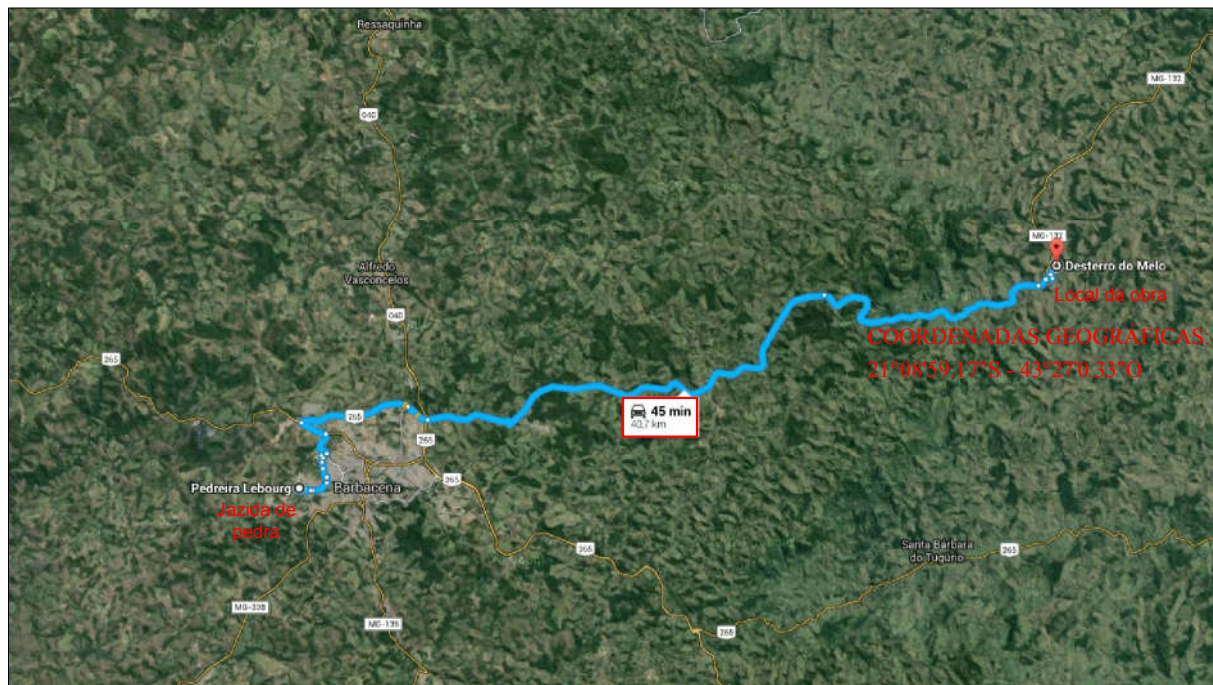 Ressaquinha
MG-132
040
MG-132
Desterro do Melo
Local da obra
Alfredo
Vasconcelos
040
COORDENADAS GEOGRÁFICAS:
21°08'59.17"S - 43°27'0.33"O
265
45 min
40,7 km
265
265
265
Pedreira Lebourg
Barbacena
Jazida de
pedra
265
Santa Bárbara
do Tugúrio
265
MG-338
MG-135
265